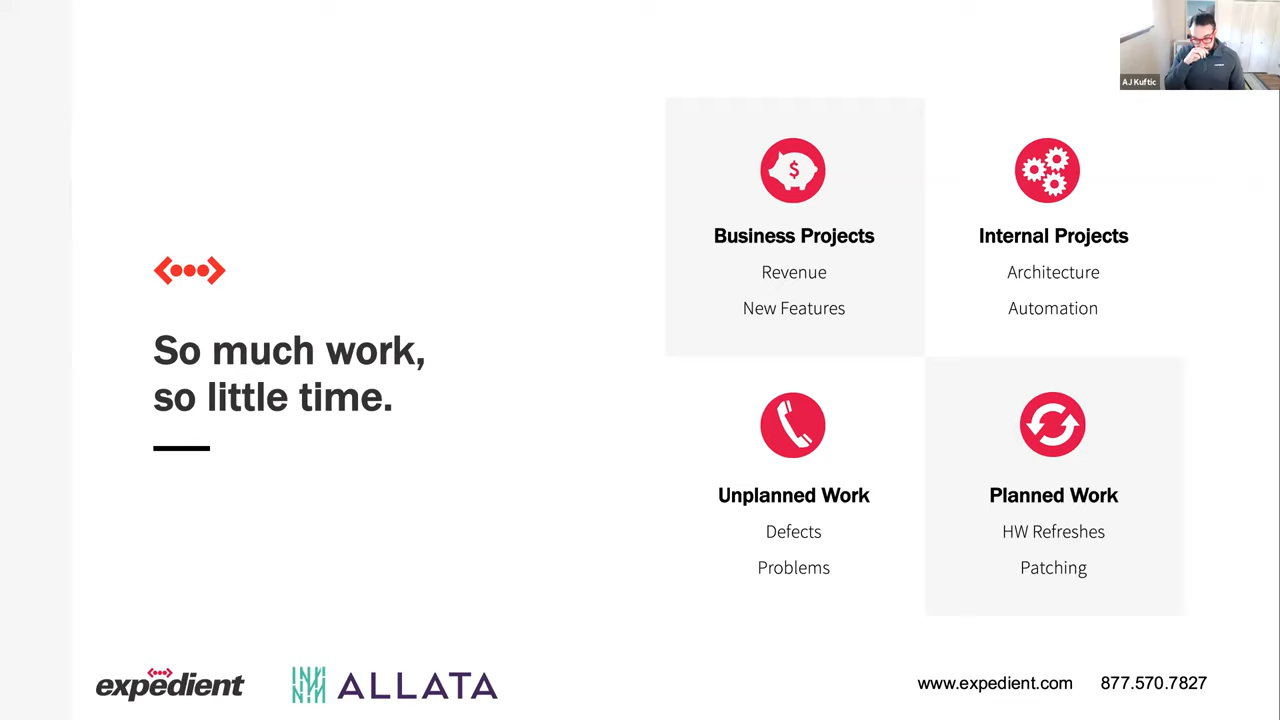 AJ Kuftic
So much work,
so little time.
Business Projects
Revenue
New Features
Internal Projects
Architecture
Automation
Unplanned Work
Defects
Problems
Planned Work
HW Refreshes
Patching
expedient
ALLATA
www.expedient.com
877.570.7827